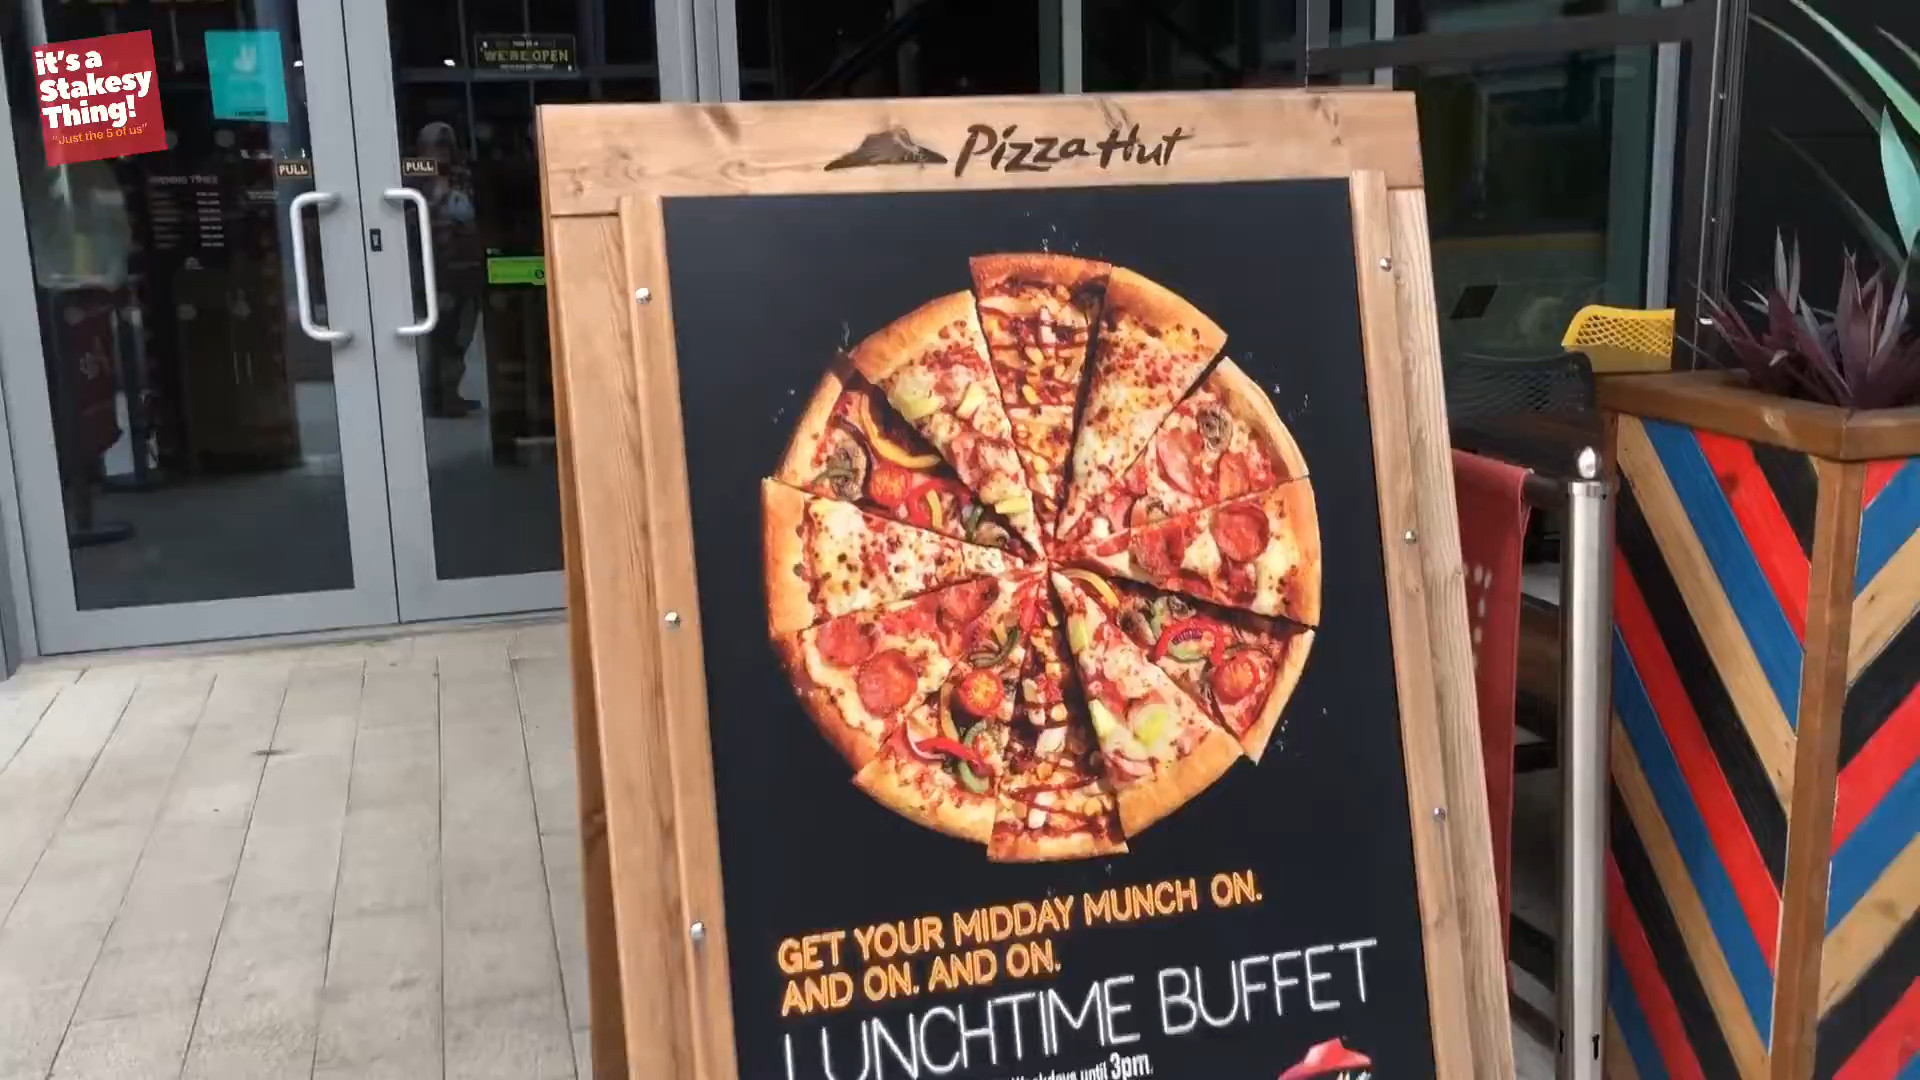 it's a
Stakesy
Thing!
"Just the 5 of us"
WE'RE OPEN
PULL
PULL
OPENING TIMES
Pizza Hut
GET YOUR MIDDAY MUNCH ON.
AND ON. AND ON.
LUNCHTIME BUFFET
Weekdays until 3pm.